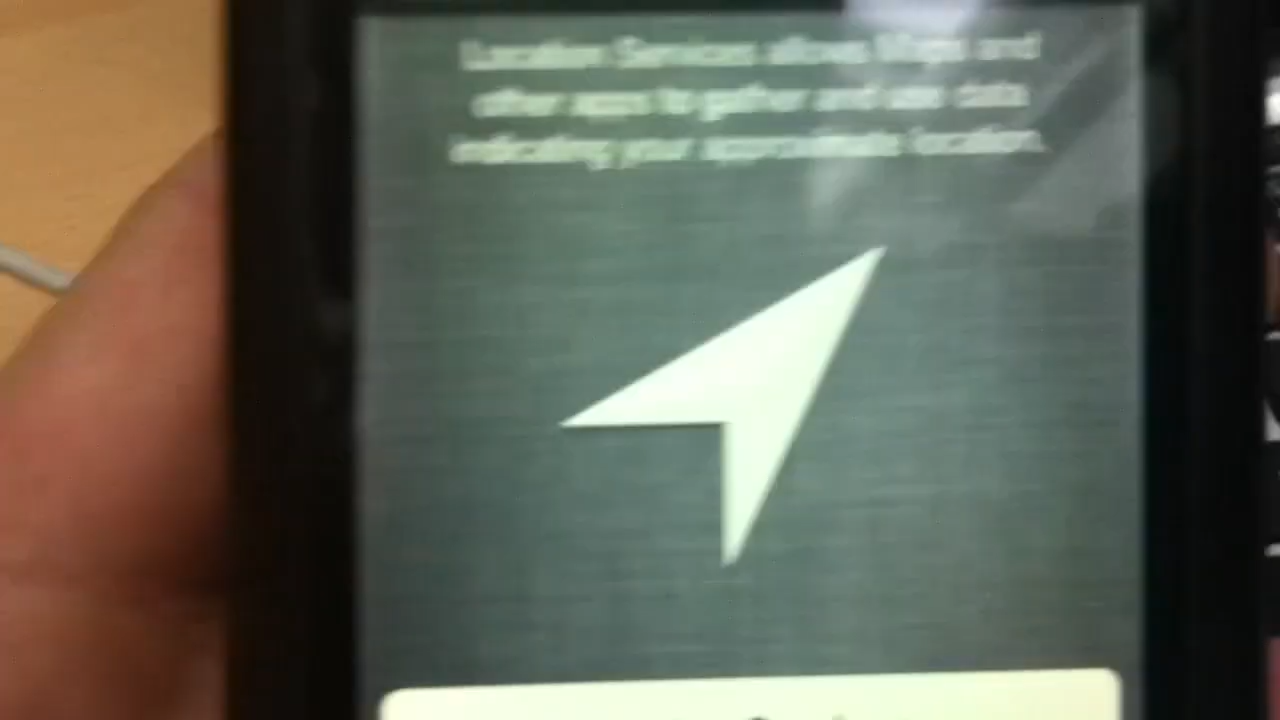 Location Services allows Maps and
other apps to gather and use data
indicating your approximate location.